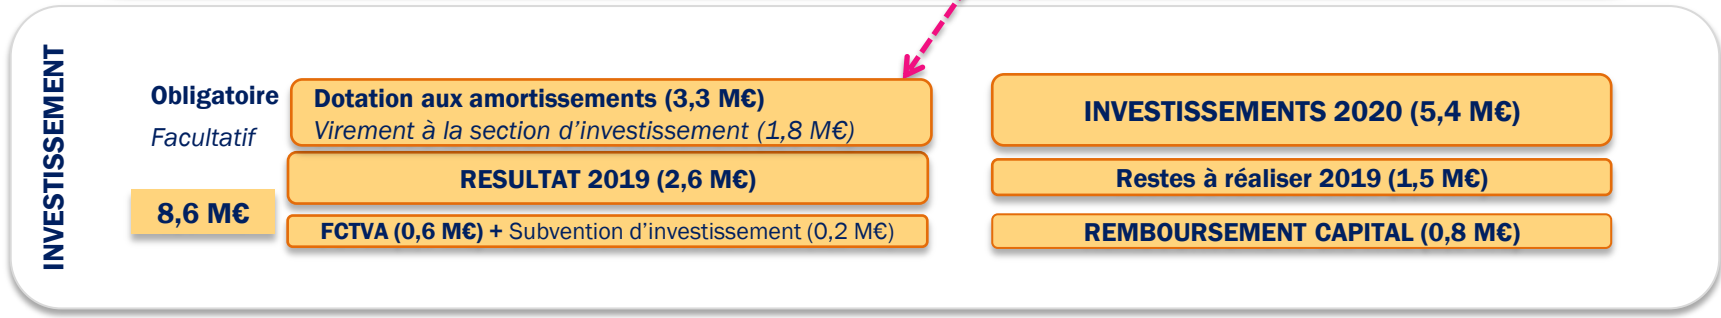 INVESTISSEMENT
Obligatoire
Facultatif
8,6 M€
Dotation aux amortissements (3,3 M€)
Virement à la section d'investissement (1,8 M€)
RESULTAT 2019 (2,6 M€)
FCTVA (0,6 M€) + Subvention d'investissement (0,2 M€)
INVESTISSEMENTS 2020 (5,4 M€)
Restes à réaliser 2019 (1,5 M€)
REMBOURSEMENT CAPITAL (0,8 M€)